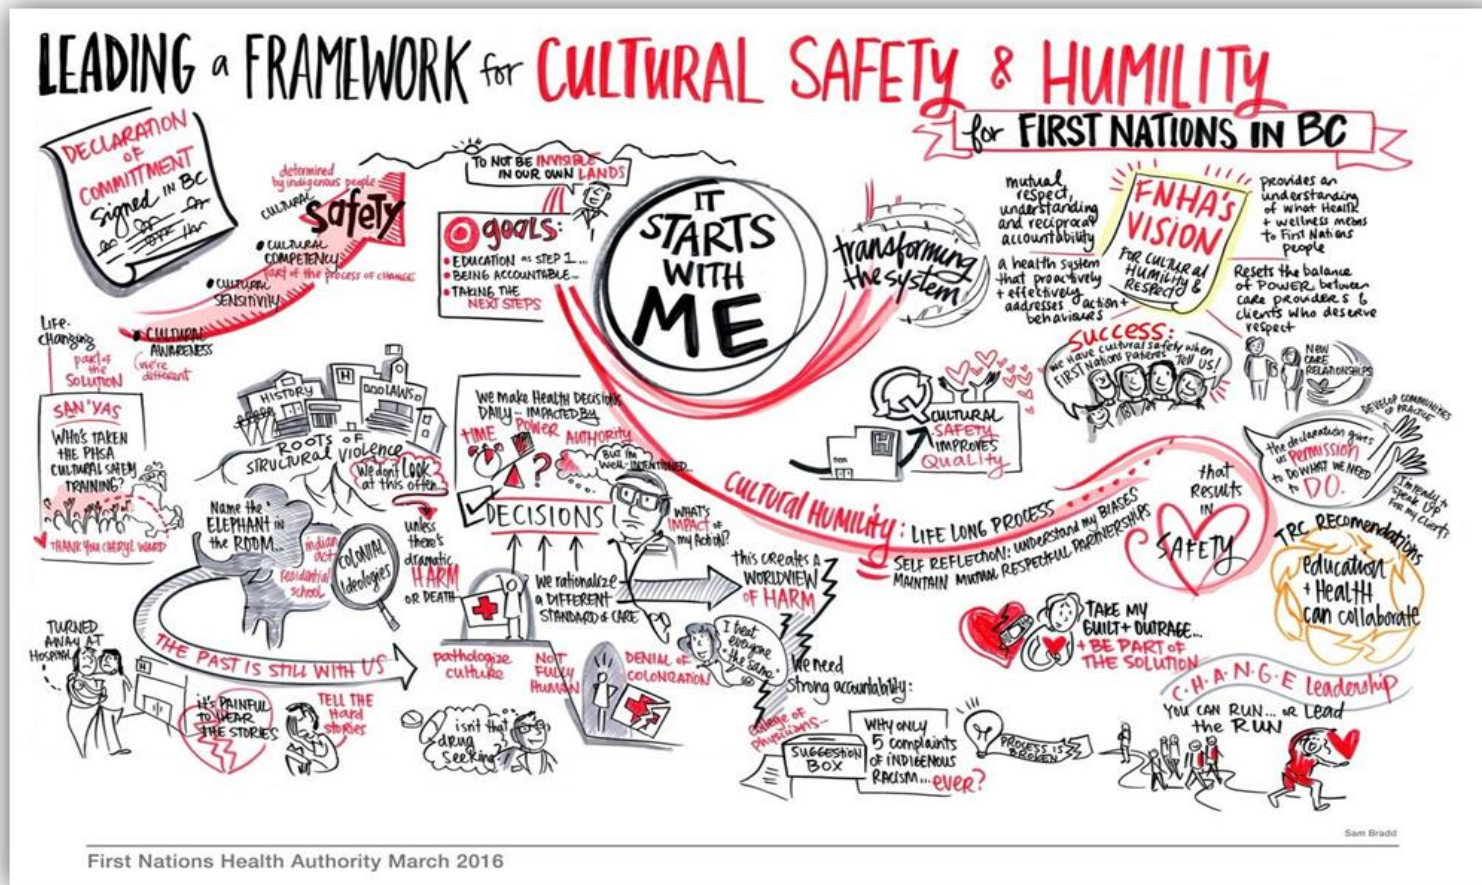 LEADING a FRAMEWORK for CULTURAL SAFETY & HUMILITY
for FIRST NATIONS IN BC
DECLARATION
OF
COMMITTMENT
signed IN BC
determined
by indigenous people
CULTURAL
safety
• CULTURAL
COMPETENCY
part of the process of CHANGE
• CULTURAL
SENSITIVITY
• CULTURAL
AWARENESS
(we're
different
TO NOT BE INVISIBLE
IN OUR OWN LANDS
goals:
• EDUCATION as STEP 1...
• BEING ACCOUNTABLE...
• TAKING THE
NEXT STEPS
IT
STARTS
WITH
ME
transforming
the system
mutual
respect,
understanding
and reciprocal
accountability
a health system
that proactively
+ effectively
addresses action +
behaviours
FNHA'S
VISION
FOR CULTURAL
HUMILITY &
RESPECT
provides an
understanding
of what Health
+ wellness means
to First Nations
people
Resets the balance
of POWER between
care providers &
clients who deserve
respect
LIFE-
changing
part of
the
SOLUTION
SAN'YAS
WHO'S TAKEN
THE PHSA
CULTURAL SAFETY
TRAINING?
THANK YOU CHERYL WARD
HISTORY
H
ODD LAWS
ROOTS OF
STRUCTURAL VIOLENCE
We don't Look
at this often...
unless
there's
dramatic
HARM
OR DEATH
Name the
ELEPHANT IN
the ROOM...
indian
act
residential
school
COLONIAL
Ideologies
THE PAST IS STILL WITH US
TURNED
AWAY AT
HOSPITAL
H
it's PAINFUL
TO HEAR
THE STORIES
TELL THE
Hard
stories
We make Health Decisions
DAILY - IMPACTED BY
TIME
POWER
AUTHORITY
?
BUT I'm
WELL-INTENTIONED...
DECISIONS
WHAT'S
IMPACT of
my Action?
We rationalize
a DIFFERENT
STANDARD of CARE
this creates A
WORLDVIEW
OF HARM
pathologize
culture
NOT
FULLY
HUMAN
DENIAL OF
COLONIZATION
I treat
everyone
the same
isn't that
drug
seeking?
Success:
We have cultural safety when
FIRST Nations patients Tell US!
NEW
CARE
RELATIONSHIPS
Q
H
CULTURAL
SAFETY
IMPROVES
QUALITY
CULTURAL HUMILITY: LIFE LONG PROCESS
SELF REFLECTION: understand my BIASES
MAINTAIN MUTUAL RESPECTFUL PARTNERSHIPS
that
Results
IN
SAFETY
DEVELOP COMMUNITIES
of PRACTICE
the declaration gives
us PERMISSION
to DO WHAT WE NEED
to DO.
I'm ready to
speak UP
for my clients
TRC RECOMENDATIONS
education
+ Health
can collaborate
TAKE MY
GUILT + OUTRAGE...
+ BE PART OF
THE SOLUTION
C·H·A·N·G·E Leadership
YOU CAN RUN... OR Lead
the RUN
We need
Strong accountability:
College of
Physicians...
SUGGESTION
BOX
WHY ONLY
5 complaints
OF INDIGENOUS
RACISM... EVER?
PROCESS IS
BROKEN
Sam Bradd
First Nations Health Authority March 2016